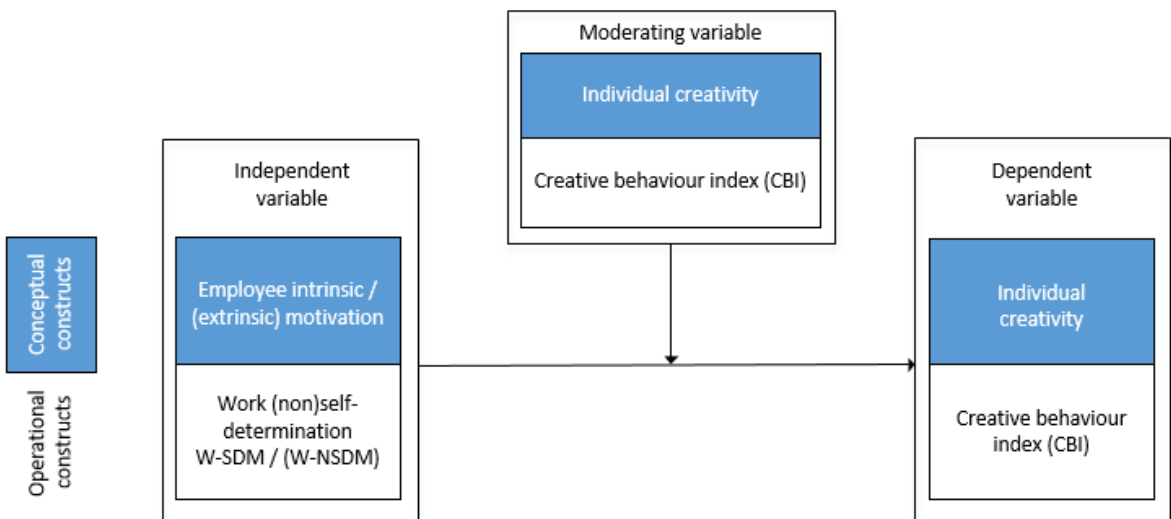 Moderating variable
Individual creativity
Creative behaviour index (CBI)
Independent
variable
Employee intrinsic /
(extrinsic) motivation
Work (non)self-
determination
W-SDM / (W-NSDM)
Dependent
variable
Individual
creativity
Creative behaviour
index (CBI)
Conceptual
constructs
Operational
constructs